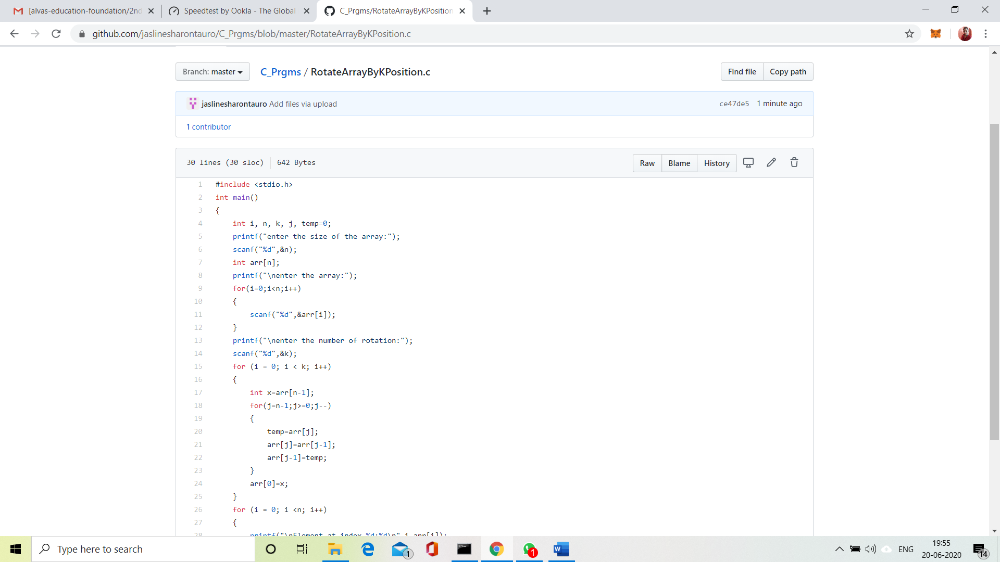 [alvas-education-foundation/2nd
Speedtest by Ookla - The Global
C_Prgms/RotateArrayByKPosition
github.com/jaslinesharontauro/C_Prgms/blob/master/RotateArrayByKPosition.c
Branch: master
C_Prgms / RotateArrayByKPosition.c
Find file
Copy path
jaslinesharontauro Add files via upload
ce47de5 1 minute ago
1 contributor
30 lines (30 sloc) 642 Bytes
Raw
Blame
History
1 #include <stdio.h>
2 int main()
3 {
4     int i, n, k, j, temp=0;
5     printf("enter the size of the array:");
6     scanf("%d",&n);
7     int arr[n];
8     printf("\nenter the array:");
9     for(i=0;i<n;i++)
10     {
11         scanf("%d",&arr[i]);
12     }
13     printf("\nenter the number of rotation:");
14     scanf("%d",&k);
15     for (i = 0; i < k; i++)
16     {
17         int x=arr[n-1];
18         for(j=n-1;j>=0;j--)
19         {
20             temp=arr[j];
21             arr[j]=arr[j-1];
22             arr[j-1]=temp;
23         }
24         arr[0]=x;
25     }
26     for (i = 0; i <n; i++)
27     {
28         printf("\nElement at index %d:%d\n",i,arr[i]);
Type here to search
1
1
ENG
19:55
20-06-2020
14